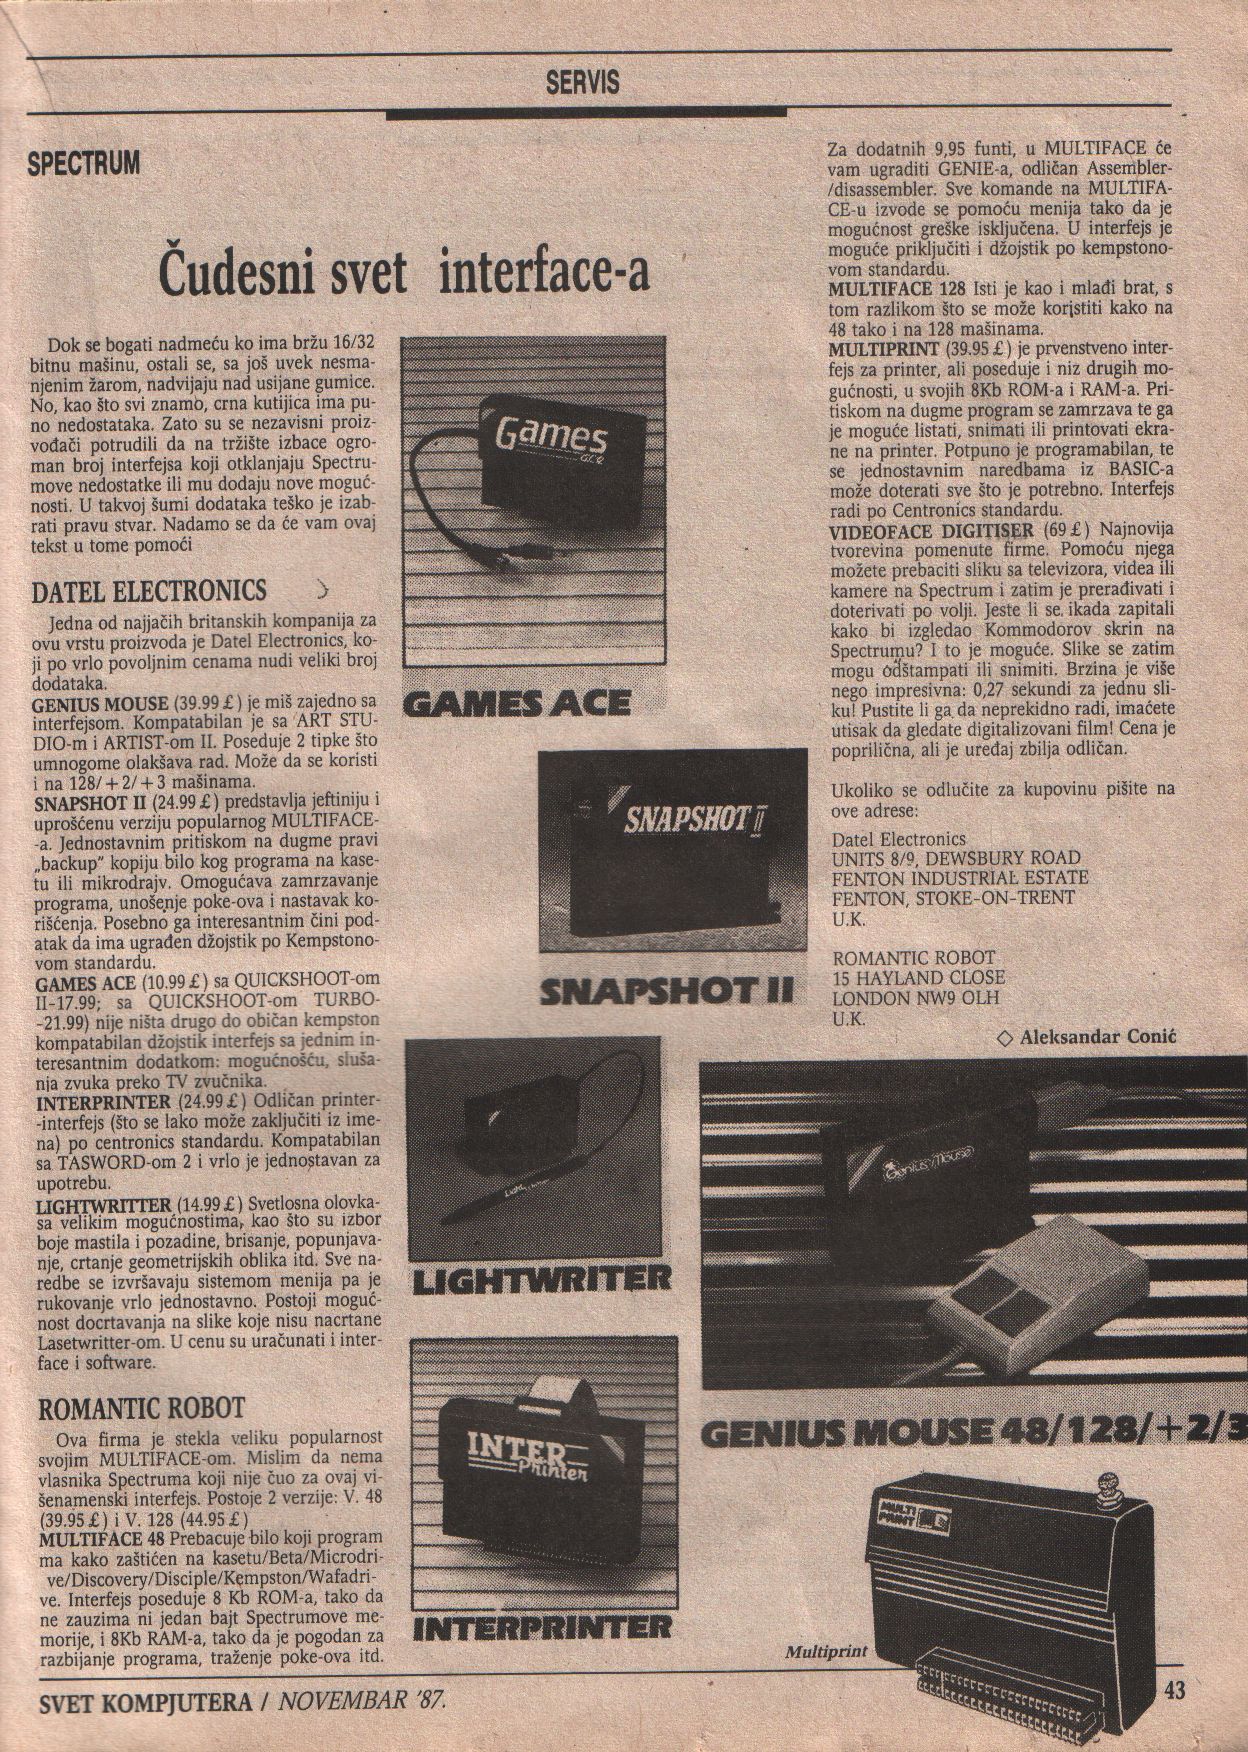 SERVIS
SPECTRUM
Čudesni svet interface-a
Dok se bogati nadmeću ko ima bržu 16/32
bitnu mašinu, ostali se, sa još uvek nesma-
njenim žarom, nadvijaju nad usijane gumice.
No, kao što svi znamo, crna kutijica ima pu-
no nedostataka. Zato su se nezavisni proiz-
vođači potrudili da na tržište izbace ogro-
man broj interfejsa koji otklanjaju Spectru-
move nedostatke ili mu dodaju nove moguć-
nosti. U takvoj šumi dodataka teško je izab-
rati pravu stvar. Nadamo se da će vam ovaj
tekst u tome pomoći
DATEL ELECTRONICS
Jedna od najjačih britanskih kompanija za
ovu vrstu proizvoda je Datel Electronics, ko-
ji po vrlo povoljnim cenama nudi veliki broj
dodataka.
GENIUS MOUSE (39.99 £) je miš zajedno sa
interfejsom. Kompatabilan je sa ART STU-
DIO-m i ARTIST-om II. Poseduje 2 tipke što
umnogome olakšava rad. Može da se koristi
i na 128/+2/+3 mašinama.
SNAPSHOT II (24.99 £) predstavlja jeftiniju i
uprošćenu verziju popularnog MULTIFACE-
-a. Jednostavnim pritiskom na dugme pravi
„backup" kopiju bilo kog programa na kase-
tu ili mikrodrajv. Omogućava zamrzavanje
programa, unošenje poke-ova i nastavak ko-
rišćenja. Posebno ga interesantnim čini pod-
atak da ima ugrađen džojstik po Kempstono-
vom standardu.
GAMES ACE (10.99 £) sa QUICKSHOOT-om
II-17.99; sa QUICKSHOOT-om TURBO-
-21.99) nije ništa drugo do običan kempston
kompatabilan džojstik interfejs sa jednim in-
teresantnim dodatkom: mogućnošću, sluša-
nja zvuka preko TV zvučnika.
INTERPRINTER (24.99 £) Odličan printer-
-interfejs (što se lako može zaključiti iz ime-
na) po centronics standardu. Kompatabilan
sa TASWORD-om 2 i vrlo je jednostavan za
upotrebu.
LIGHTWRITTER (14.99 £) Svetlosna olovka-
sa velikim mogućnostima, kao što su izbor
boje mastila i pozadine, brisanje, popunjava-
nje, crtanje geometrijskih oblika itd. Sve na-
redbe se izvršavaju sistemom menija pa je
rukovanje vrlo jednostavno. Postoji moguć-
nost docrtavanja na slike koje nisu nacrtane
Lasetwritter-om. U cenu su uračunati i inter-
face i software.
ROMANTIC ROBOT
Ova firma je stekla veliku popularnost
svojim MULTIFACE-om. Mislim da nema
vlasnika Spectruma koji nije čuo za ovaj vi-
šenamenski interfejs. Postoje 2 verzije: V. 48
(39.95 £) i V. 128 (44.95 £)
MULTIFACE 48 Prebacuje bilo koji program
ma kako zaštićen na kasetu/Beta/Microdri-
ve/Discovery/Disciple/Kempston/Wafadri-
ve. Interfejs poseduje 8 Kb ROM-a, tako da
ne zauzima ni jedan bajt Spectrumove me-
morije, i 8Kb RAM-a, tako da je pogodan za
razbijanje programa, traženje poke-ova itd.
Games
ace
GAMES ACE
SNAPSHOT II
SNAPSHOT II
LIGHTWRITER
INTER
Printer
INTERPRINTER
Za dodatnih 9,95 funti, u MULTIFACE će
vam ugraditi GENIE-a, odličan Assembler-
/disassembler. Sve komande na MULTIFA-
CE-u izvode se pomoću menija tako da je
mogućnost greške isključena. U interfejs je
moguće priključiti i džojstik po kempstono-
vom standardu.
MULTIFACE 128 Isti je kao i mlađi brat, s
tom razlikom što se može koristiti kako na
48 tako i na 128 mašinama.
MULTIPRINT (39.95 £) je prvenstveno inter-
fejs za printer, ali poseduje i niz drugih mo-
gućnosti, u svojih 8Kb ROM-a i RAM-a. Pri-
tiskom na dugme program se zamrzava te ga
je moguće listati, snimati ili printovati ekra-
ne na printer. Potpuno je programabilan, te
se jednostavnim naredbama iz BASIC-a
može doterati sve što je potrebno. Interfejs
radi po Centronics standardu.
VIDEOFACE DIGITISER (69 £) Najnovija
tvorevina pomenute firme. Pomoću njega
možete prebaciti sliku sa televizora, videa ili
kamere na Spectrum i zatim je prerađivati i
doterivati po volji. Jeste li se ikada zapitali
kako bi izgledao Kommodorov skrin na
Spectrumu? I to je moguće. Slike se zatim
mogu odštampati ili snimiti. Brzina je više
nego impresivna: 0,27 sekundi za jednu sli-
ku! Pustite li ga da neprekidno radi, imaćete
utisak da gledate digitalizovani film! Cena je
poprilična, ali je uređaj zbilja odličan.
Ukoliko se odlučite za kupovinu pišite na
ove adrese:
Datel Electronics
UNITS 8/9, DEWSBURY ROAD
FENTON INDUSTRIAL ESTATE
FENTON, STOKE-ON-TRENT
U.K.
ROMANTIC ROBOT
15 HAYLAND CLOSE
LONDON NW9 OLH
U.K.
◇ Aleksandar Conić
Genius Mouse
GENIUS MOUSE 48/128/+2/3
MULTI
PRINT
Multiprint
SVET KOMPJUTERA / NOVEMBAR '87.
43